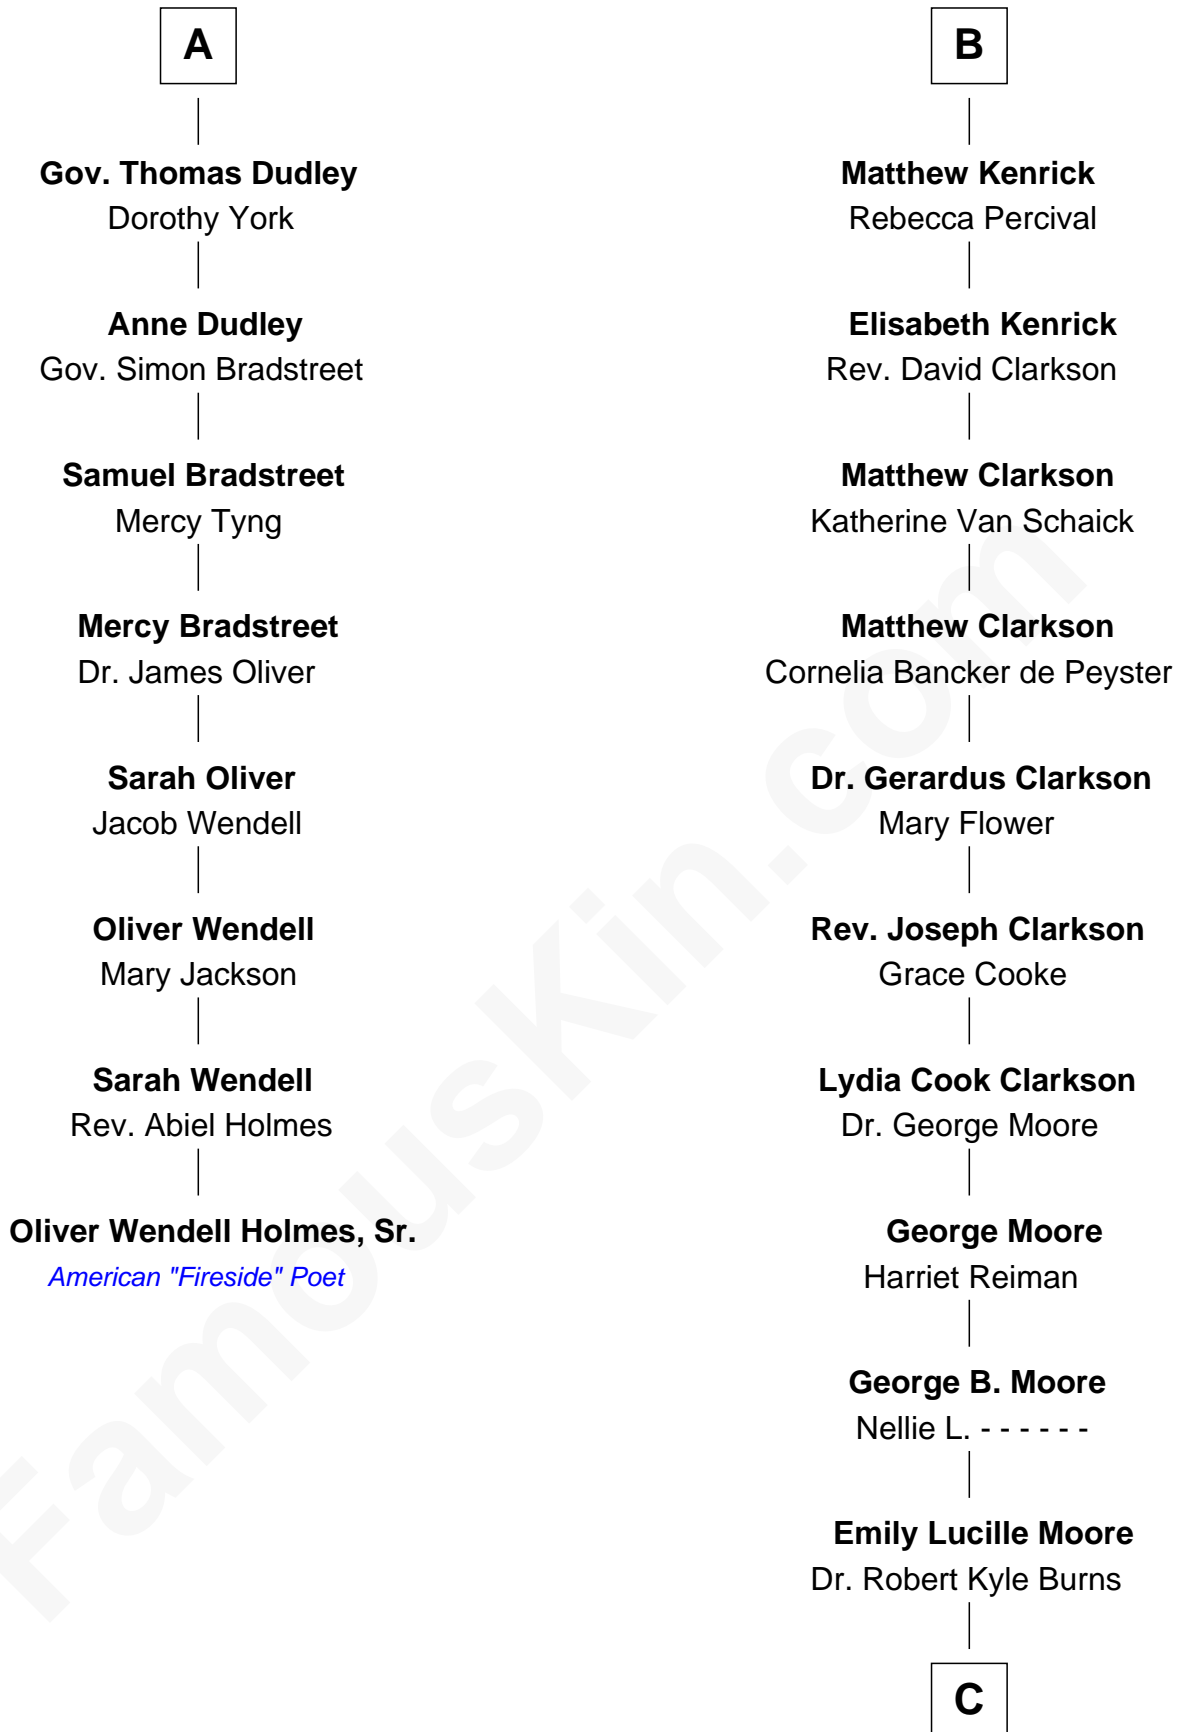 A
Gov. Thomas Dudley
Dorothy York
Anne Dudley
Gov. Simon Bradstreet
Samuel Bradstreet
Mercy Tyng
Mercy Bradstreet
Dr. James Oliver
Sarah Oliver
Jacob Wendell
Oliver Wendell
Mary Jackson
Sarah Wendell
Rev. Abiel Holmes
Oliver Wendell Holmes, Sr.
American "Fireside" Poet
B
Matthew Kenrick
Rebecca Percival
Elisabeth Kenrick
Rev. David Clarkson
Matthew Clarkson
Katherine Van Schaick
Matthew Clarkson
Cornelia Bancker de Peyster
Dr. Gerardus Clarkson
Mary Flower
Rev. Joseph Clarkson
Grace Cooke
Lydia Cook Clarkson
Dr. George Moore
George Moore
Harriet Reiman
George B. Moore
Nellie L. - - - - - -
Emily Lucille Moore
Dr. Robert Kyle Burns
C
FamousKin.com